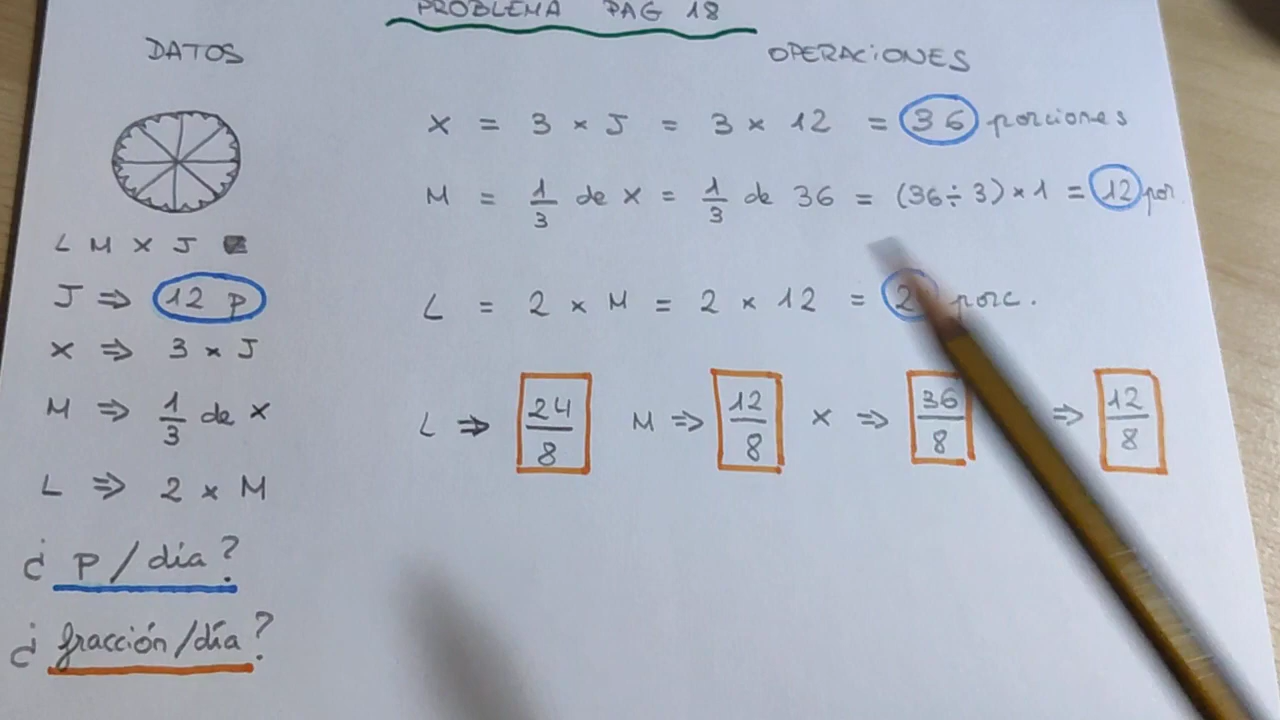 PROBLEMA PAG 18
DATOS
L M X J
J ⇒ 12 p
X ⇒ 3 x J
M ⇒ 1/3 de X
L ⇒ 2 x M
¿ P / día ?
¿ fracción / día ?
OPERACIONES
X = 3 x J = 3 x 12 = 36 porciones
M = 1/3 de X = 1/3 de 36 = (36 ÷ 3) x 1 = 12 por.
L = 2 x M = 2 x 12 = 2 porc.
L ⇒ 24/8 M ⇒ 12/8 X ⇒ 36/8 ⇒ 12/8